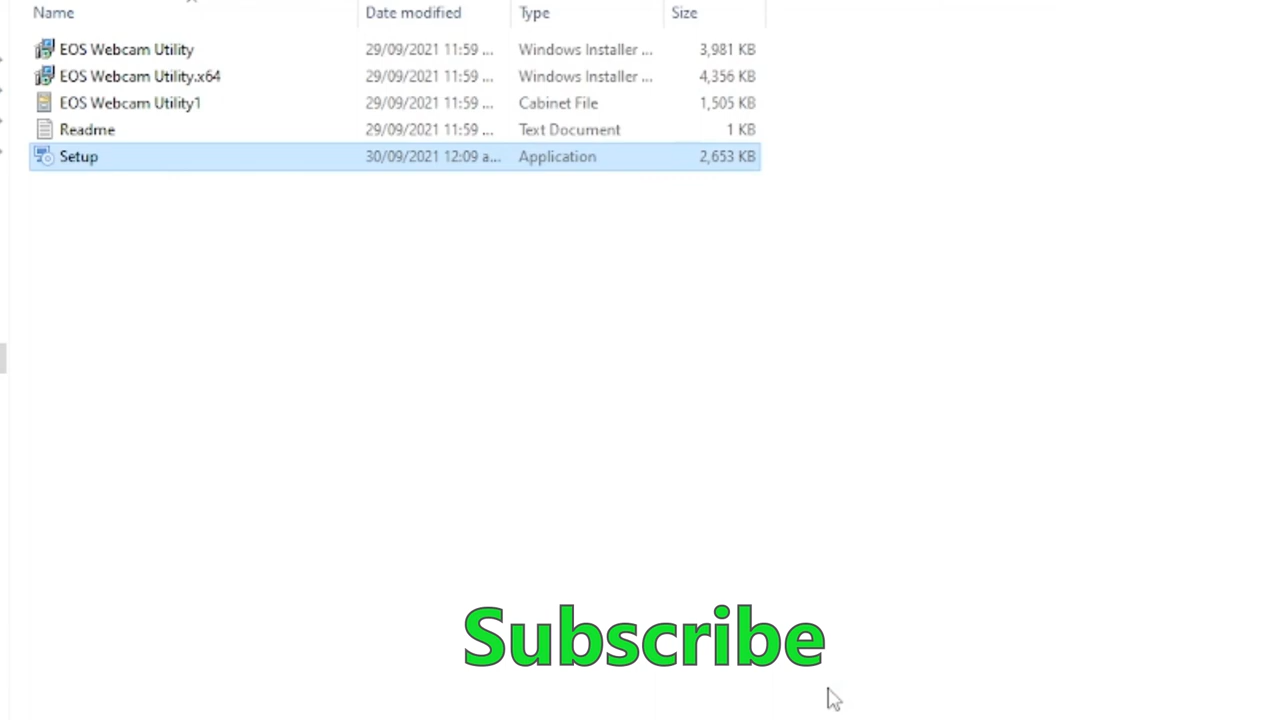 Name Date modified Type Size
EOS Webcam Utility 29/09/2021 11:59 ... Windows Installer ... 3,981 KB
EOS Webcam Utility.x64 29/09/2021 11:59 ... Windows Installer ... 4,356 KB
EOS Webcam Utility1 29/09/2021 11:59 ... Cabinet File 1,505 KB
Readme 29/09/2021 11:59 ... Text Document 1 KB
Setup 30/09/2021 12:09 a... Application 2,653 KB
Subscribe